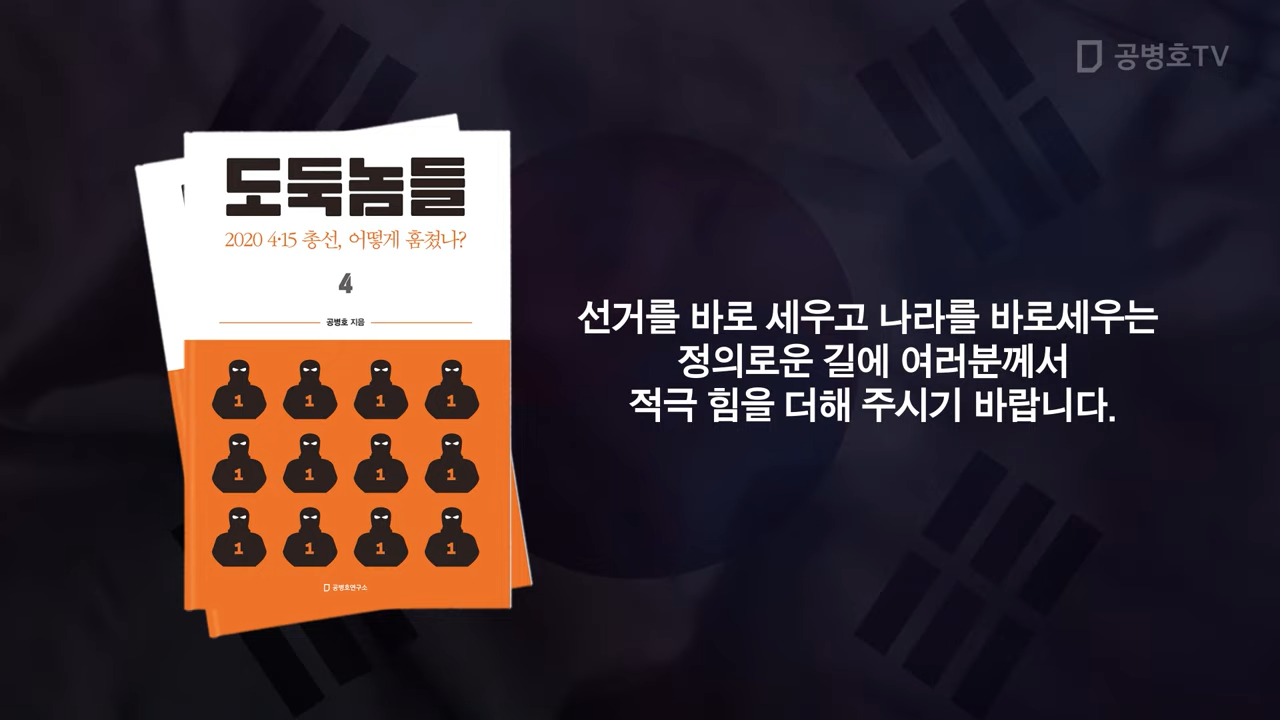 공병호TV
도둑놈들
2020 4·15 총선, 어떻게 훔쳤나?
4
공병호 지음
1 1 1 1
1 1 1 1
1 1 1 1
공병호연구소
선거를 바로 세우고 나라를 바로세우는
정의로운 길에 여러분께서
적극 힘을 더해 주시기 바랍니다.